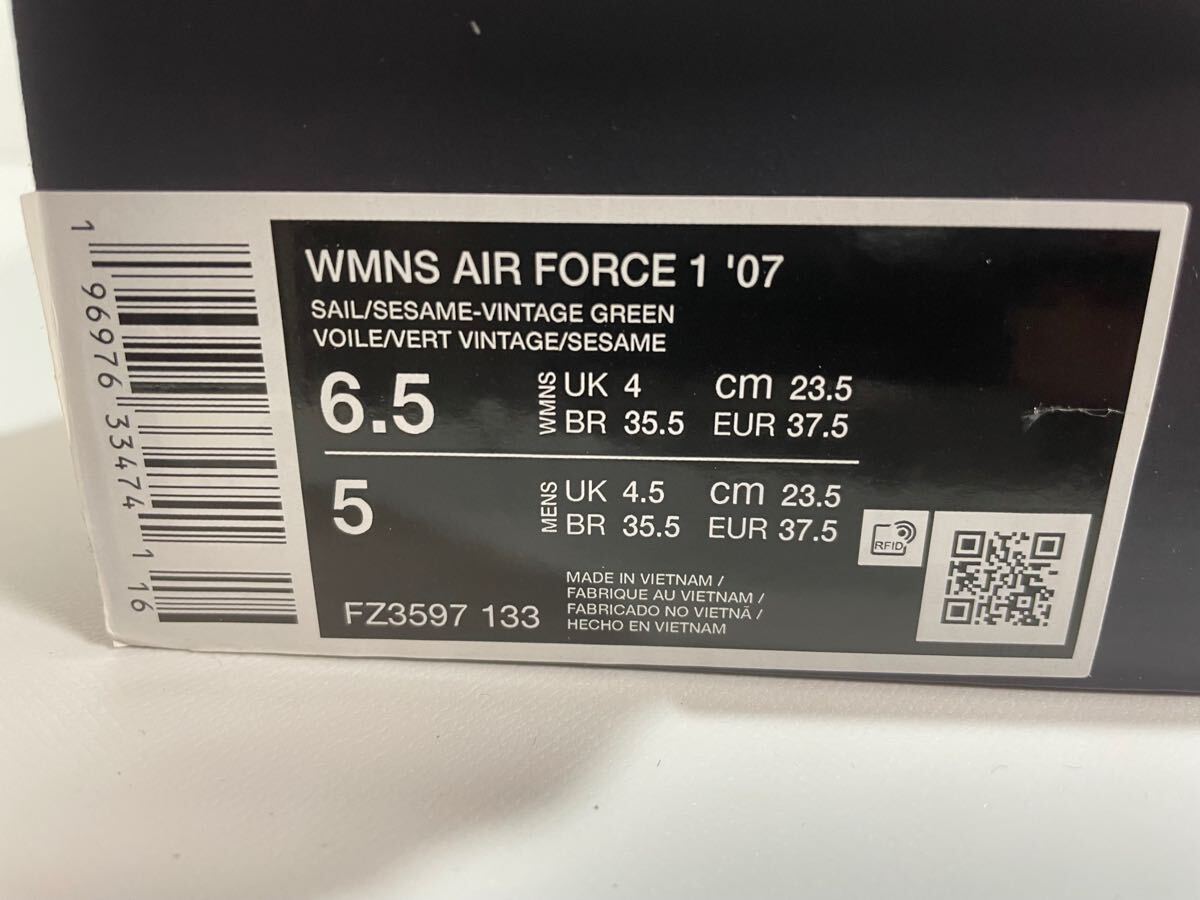 WMNS AIR FORCE 1 '07
SAIL/SESAME-VINTAGE GREEN
VOILE/VERT VINTAGE/SESAME
6.5 WMNS UK 4 cm 23.5
BR 35.5 EUR 37.5
5 MENS UK 4.5 cm 23.5
BR 35.5 EUR 37.5
RFID
FZ3597 133
MADE IN VIETNAM /
FABRIQUE AU VIETNAM /
FABRICADO NO VIETNÃ /
HECHO EN VIETNAM
1 96976 33474 1 16